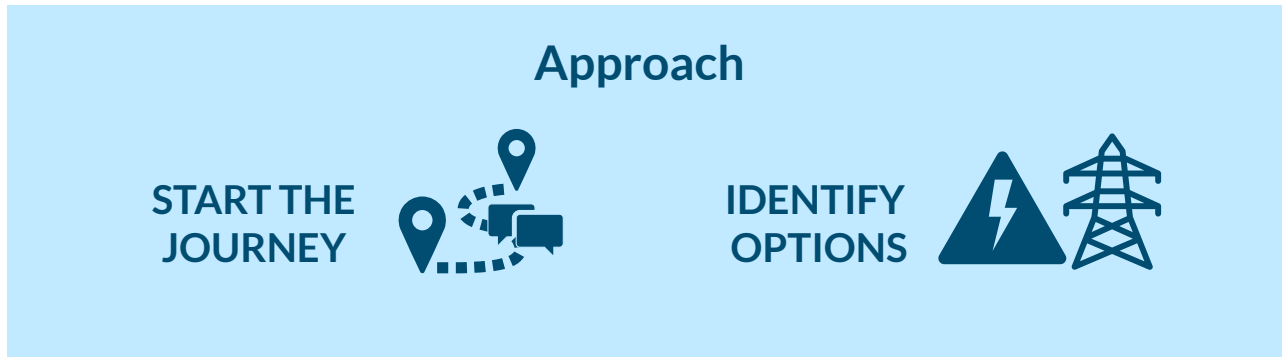 Approach
START THE
JOURNEY
IDENTIFY
OPTIONS